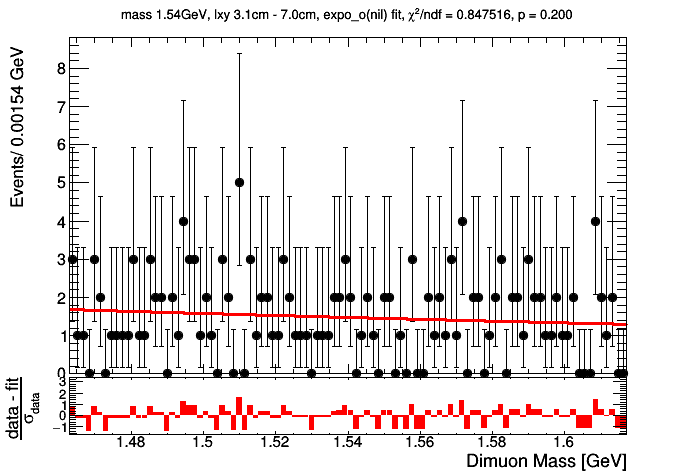 mass 1.54GeV, lxy 3.1cm - 7.0cm, expo_o(nil) fit, χ²/ndf = 0.847516, p = 0.200
Events/ 0.00154 GeV
8
7
6
5
4
3
2
1
0
data - fit
σdata
3
2
1
0
−1
1.48 1.5 1.52 1.54 1.56 1.58 1.6
Dimuon Mass [GeV]